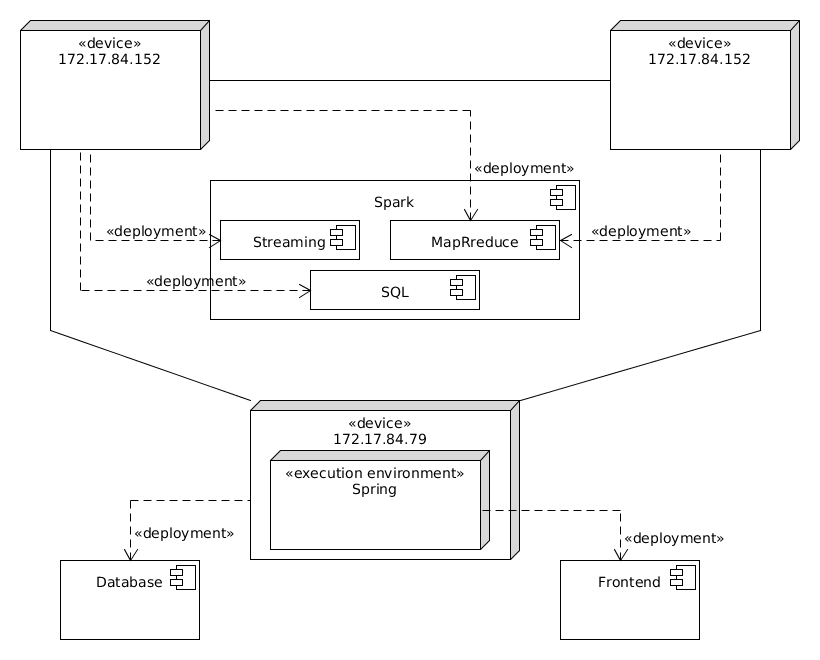 «device»
172.17.84.152
«device»
172.17.84.152
«deployment»
Spark
«deployment»
Streaming
MapRreduce
«deployment»
«deployment»
SQL
«device»
172.17.84.79
«execution environment»
Spring
«deployment»
«deployment»
Database
Frontend